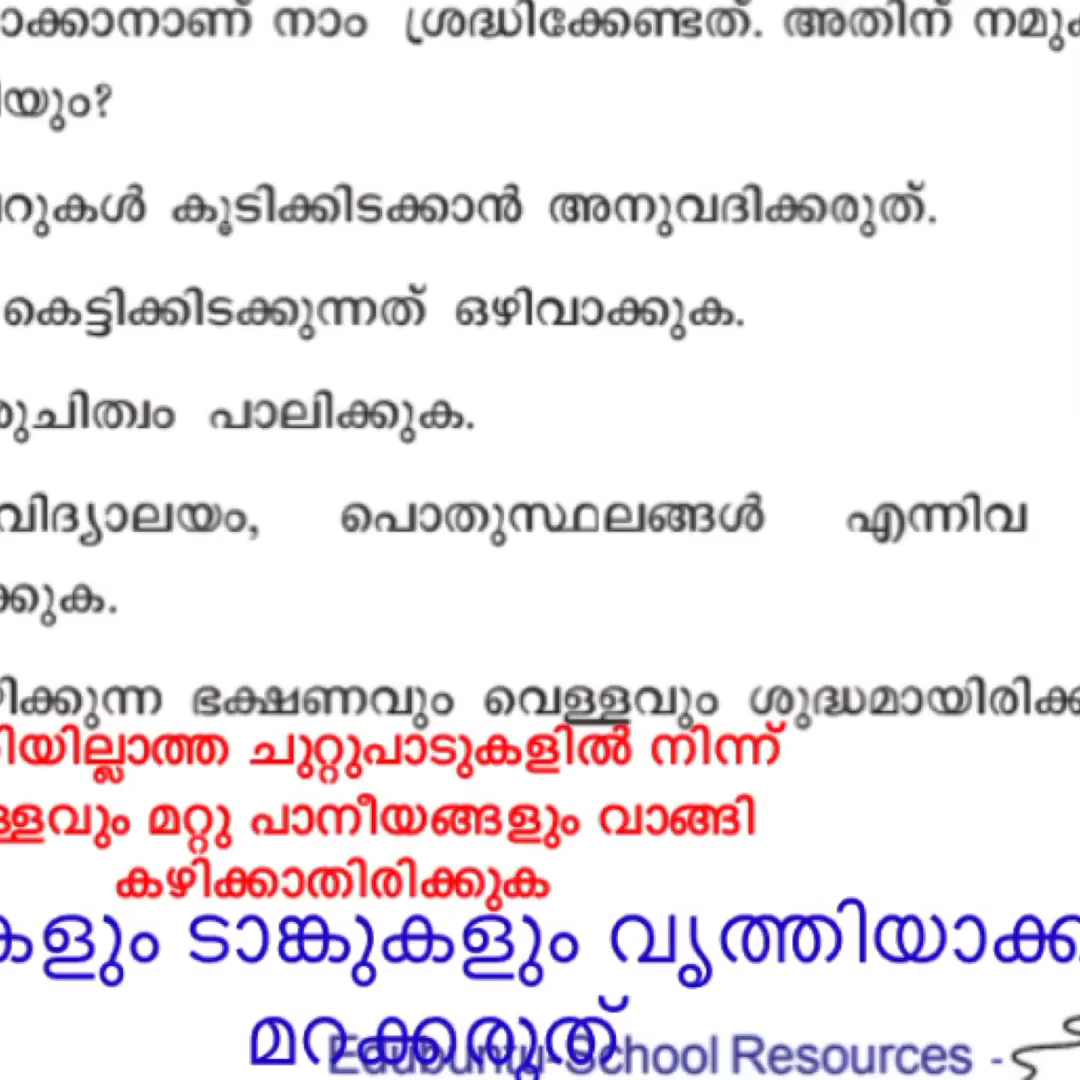 ാക്കാനാണ് നാം ശ്രദ്ധിക്കേണ്ടത്. അതിന് നമുക
ിയും?
റുകൾ കൂടിക്കിടക്കാൻ അനുവദിക്കരുത്.
കെട്ടിക്കിടക്കുന്നത് ഒഴിവാക്കുക.
ുചിത്വം പാലിക്കുക.
വിദ്യാലയം, പൊതുസ്ഥലങ്ങൾ എന്നിവ
ക്കുക.
ിക്കുന്ന ഭക്ഷണവും വെള്ളവും ശുദ്ധമായിരിക്ക
ിയില്ലാത്ത ചുറ്റുപാടുകളിൽ നിന്ന്
ള്ളവും മറ്റു പാനീയങ്ങളും വാങ്ങി
കഴിക്കാതിരിക്കുക
കളും ടാങ്കുകളും വൃത്തിയാക്ക
മറക്കരുത്
Edubuntu-School Resources -